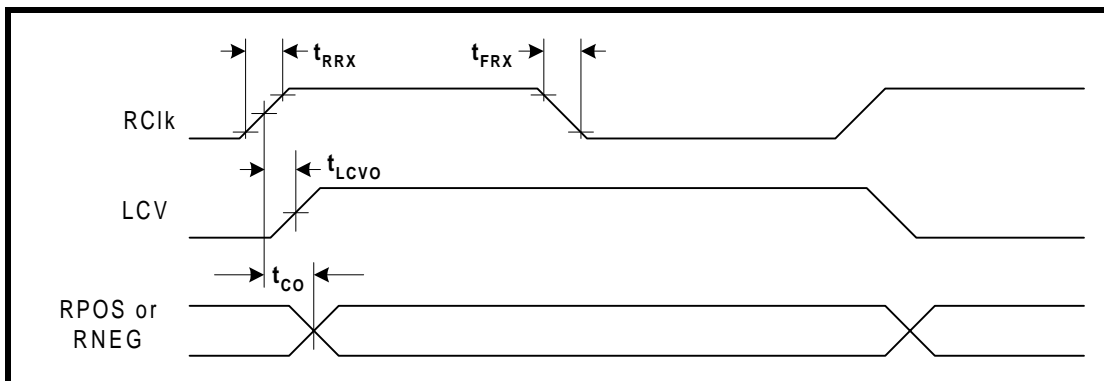 tRRX
tFRX
RClk
tLCVO
LCV
tCO
RPOS or
RNEG